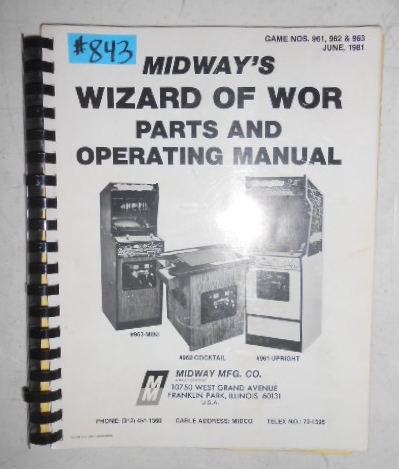 #843
GAME NOS. 961, 962 & 963
JUNE, 1981
MIDWAY'S
WIZARD OF WOR
PARTS AND
OPERATING MANUAL
#963-MINI
#962-COCKTAIL
#961-UPRIGHT
MIDWAY MFG. CO.
10750 WEST GRAND AVENUE
FRANKLIN PARK, ILLINOIS 60131
U.S.A.
PHONE: (312) 451-1360 CABLE ADDRESS: MIDCO TELEX NO.: 72-1596